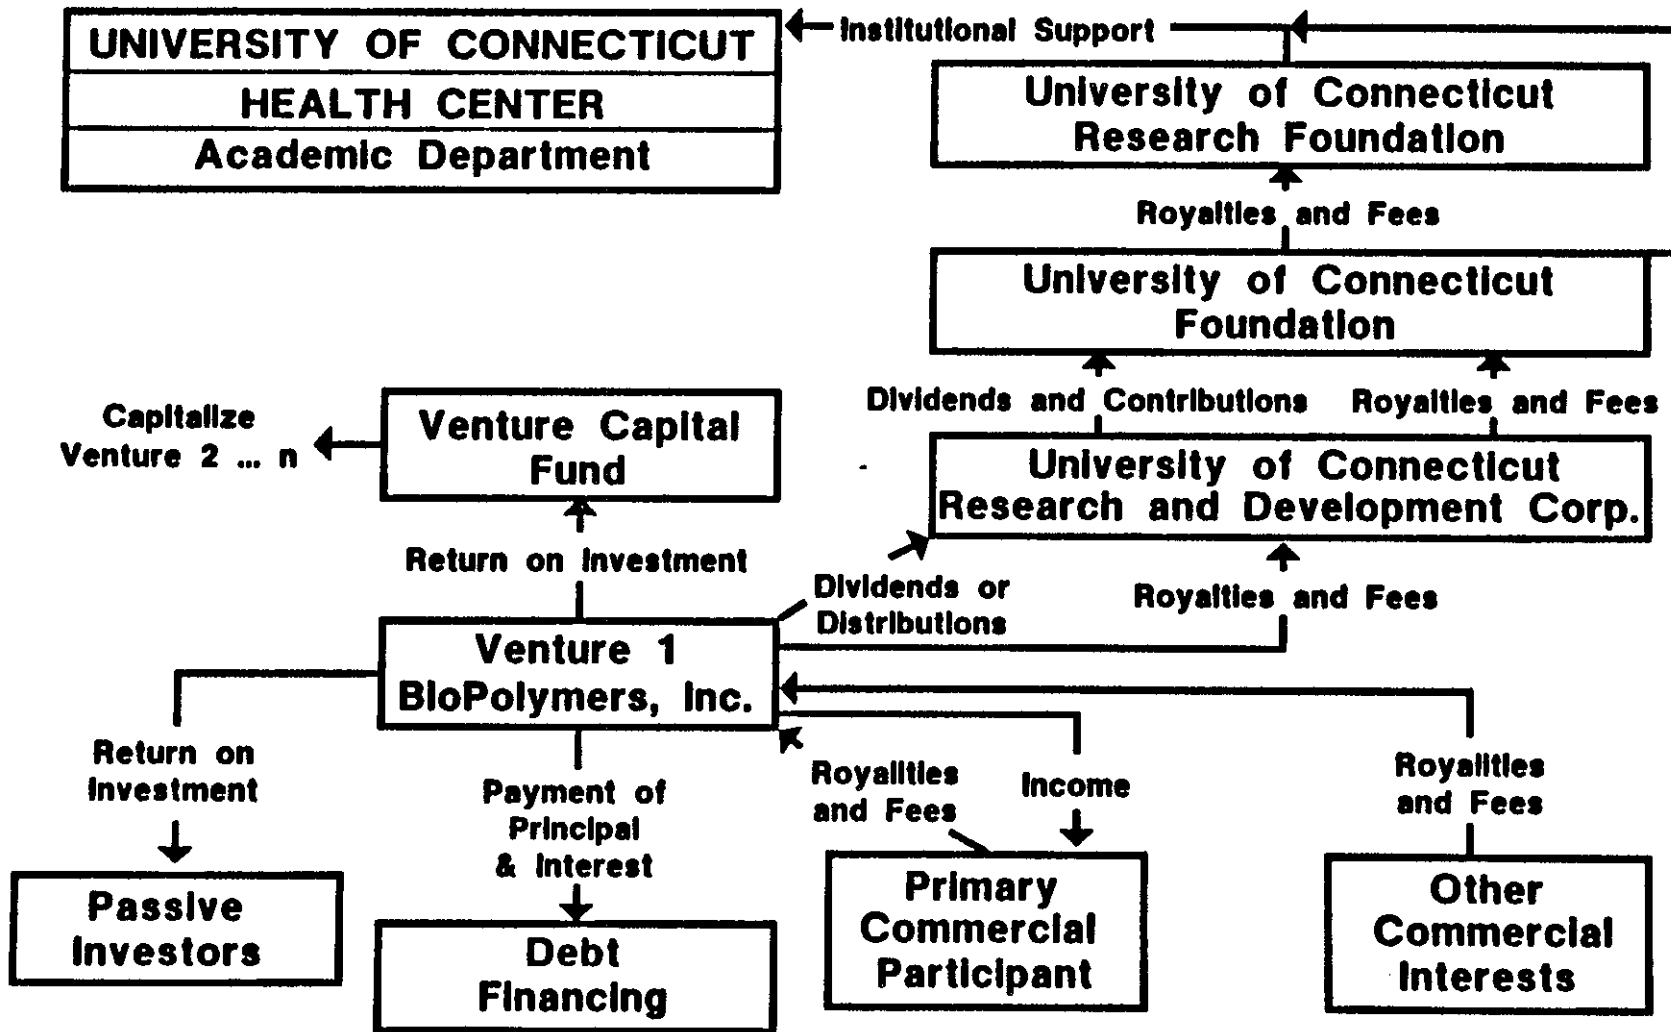 UNIVERSITY OF CONNECTICUT
HEALTH CENTER
Academic Department
Institutional Support
University of Connecticut
Research Foundation
Royalties and Fees
University of Connecticut
Foundation
Dividends and Contributions
Royalties and Fees
University of Connecticut
Research and Development Corp.
Capitalize
Venture 2 ... n
Venture Capital
Fund
Return on Investment
Dividends or
Distributions
Royalties and Fees
Venture 1
BioPolymers, Inc.
Return on
Investment
Payment of
Principal
& Interest
Royalities
and Fees
Income
Royalities
and Fees
Passive
Investors
Debt
Financing
Primary
Commercial
Participant
Other
Commercial
Interests